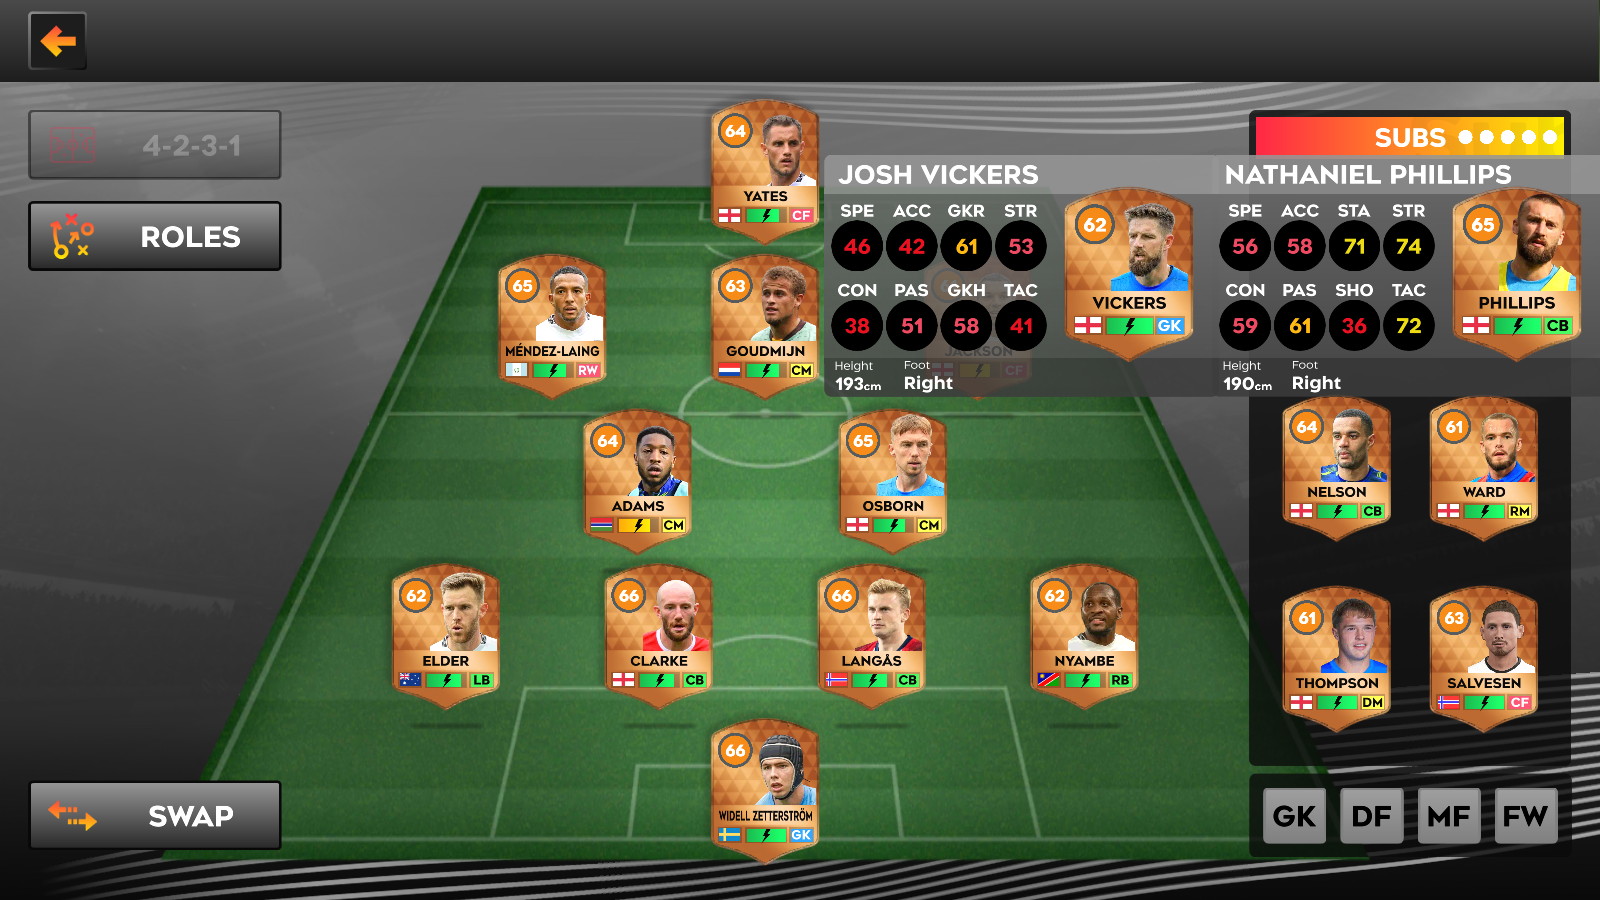 4-2-3-1
ROLES
SWAP
64
YATES
CF
65
MÉNDEZ-LAING
RW
63
GOUDMIJN
CM
JACKSON
CF
64
ADAMS
CM
65
OSBORN
CM
62
ELDER
LB
66
CLARKE
CB
66
LANGÅS
CB
62
NYAMBE
RB
66
WIDELL ZETTERSTRÖM
GK
SUBS
JOSH VICKERS
SPE ACC GKR STR
46 42 61 53
CON PAS GKH TAC
38 51 58 41
Height Foot
193cm Right
62
VICKERS
GK
NATHANIEL PHILLIPS
SPE ACC STA STR
56 58 71 74
CON PAS SHO TAC
59 61 36 72
Height Foot
190cm Right
65
PHILLIPS
CB
64
NELSON
CB
61
WARD
RM
61
THOMPSON
DM
63
SALVESEN
CF
GK DF MF FW